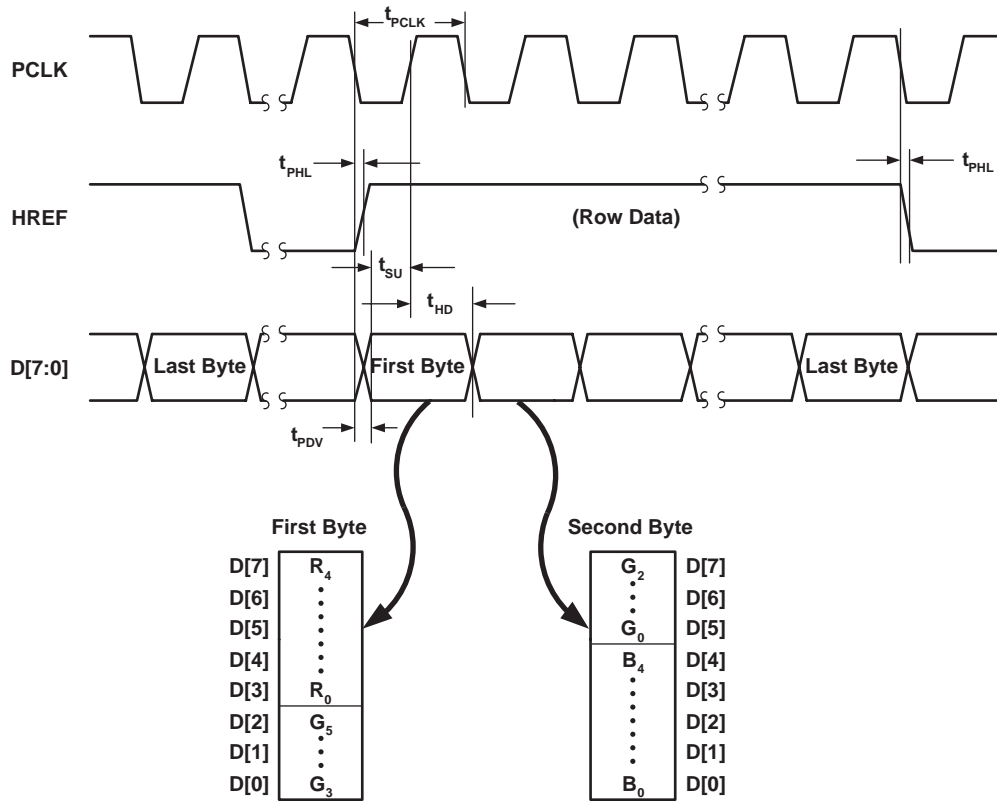 t_PCLK
PCLK
t_PHL
t_PHL
HREF
(Row Data)
t_SU
t_HD
D[7:0]
Last Byte
First Byte
Last Byte
t_PDV
First Byte
Second Byte
D[7] R_4 G_2 D[7]
D[6] D[6]
D[5] G_0 D[5]
D[4] B_4 D[4]
D[3] R_0 D[3]
D[2] G_5 D[2]
D[1] D[1]
D[0] G_3 B_0 D[0]